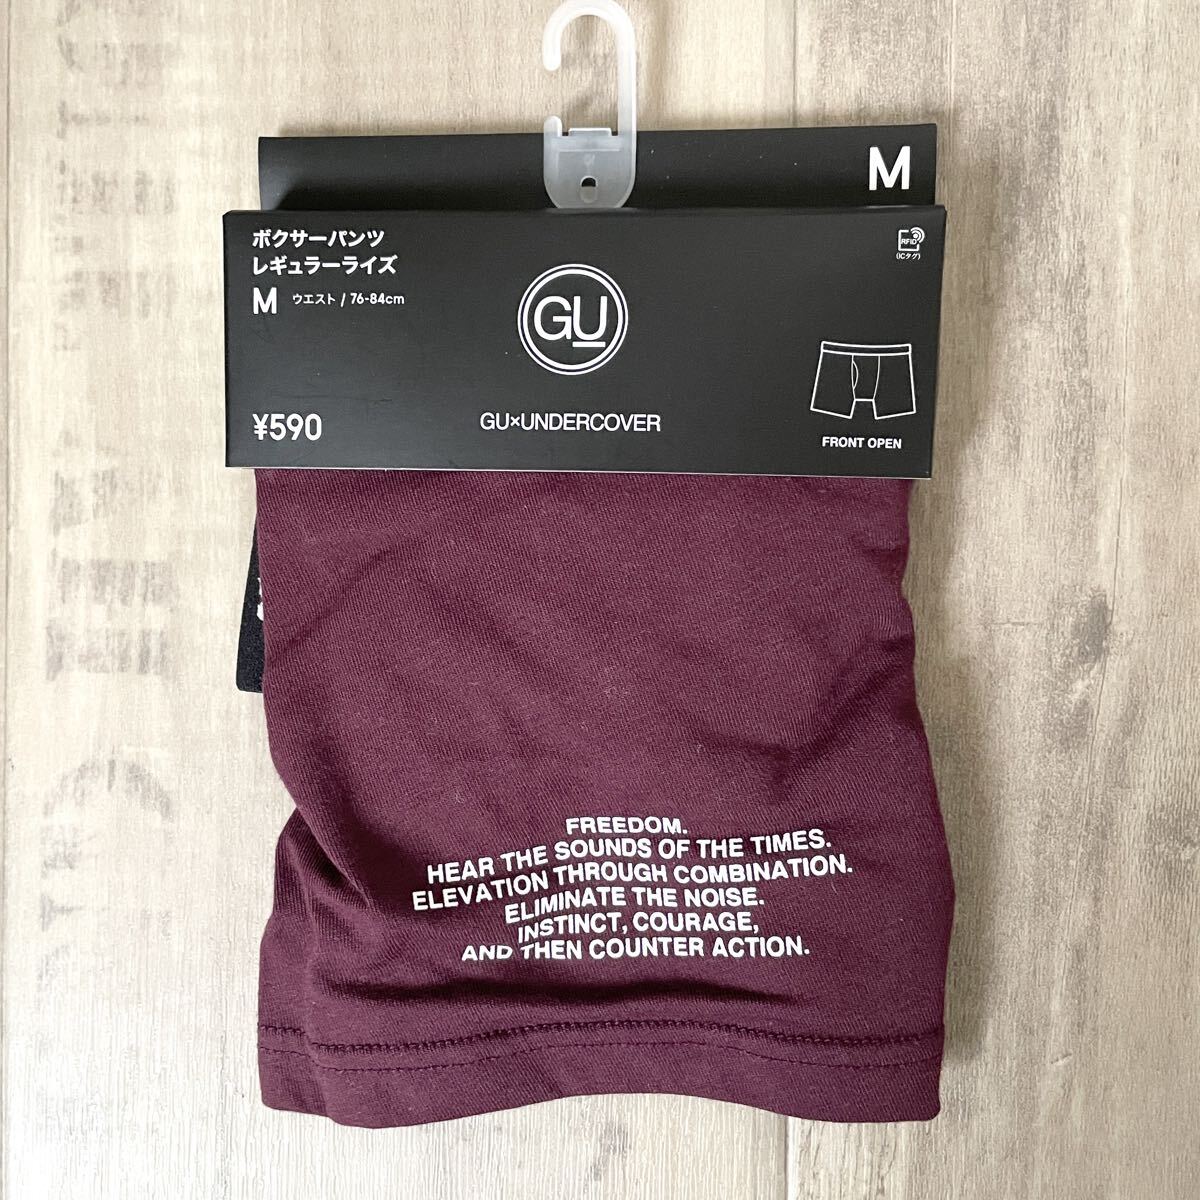 M
ボクサーパンツ
レギュラーライズ
M ウエスト / 76-84cm
RFID
(ICタグ)
GU
¥590
GU×UNDERCOVER
FRONT OPEN
FREEDOM.
HEAR THE SOUNDS OF THE TIMES.
ELEVATION THROUGH COMBINATION.
ELIMINATE THE NOISE.
INSTINCT, COURAGE,
AND THEN COUNTER ACTION.